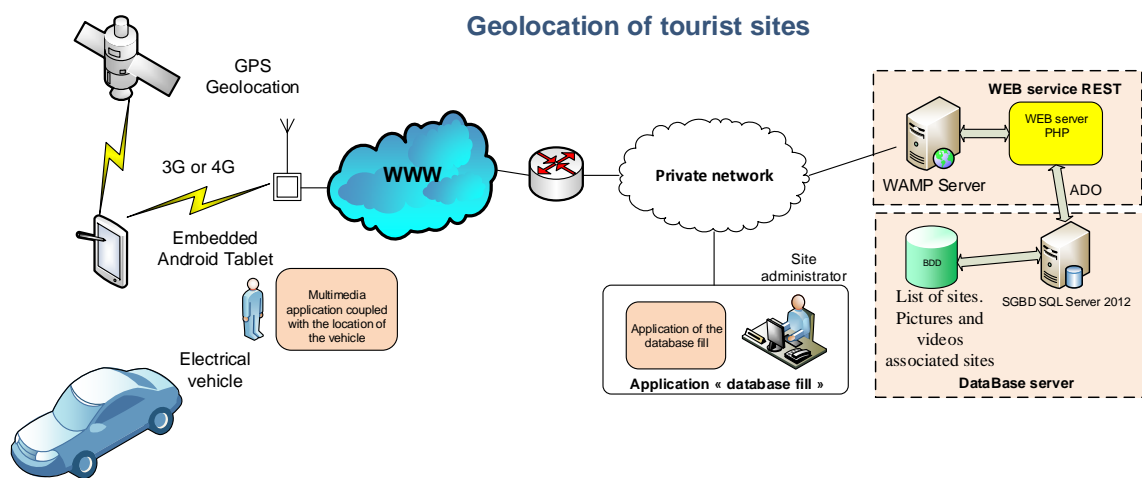 Geolocation of tourist sites
GPS
Geolocation
3G or 4G
WWW
Private network
WEB service REST
WEB server
PHP
WAMP Server
ADO
Embedded
Android Tablet
Multimedia
application coupled
with the location of
the vehicle
Electrical
vehicle
Site
administrator
Application of the
database fill
Application « database fill »
BDD
SGBD SQL Server 2012
List of sites.
Pictures and
videos
associated sites
DataBase server